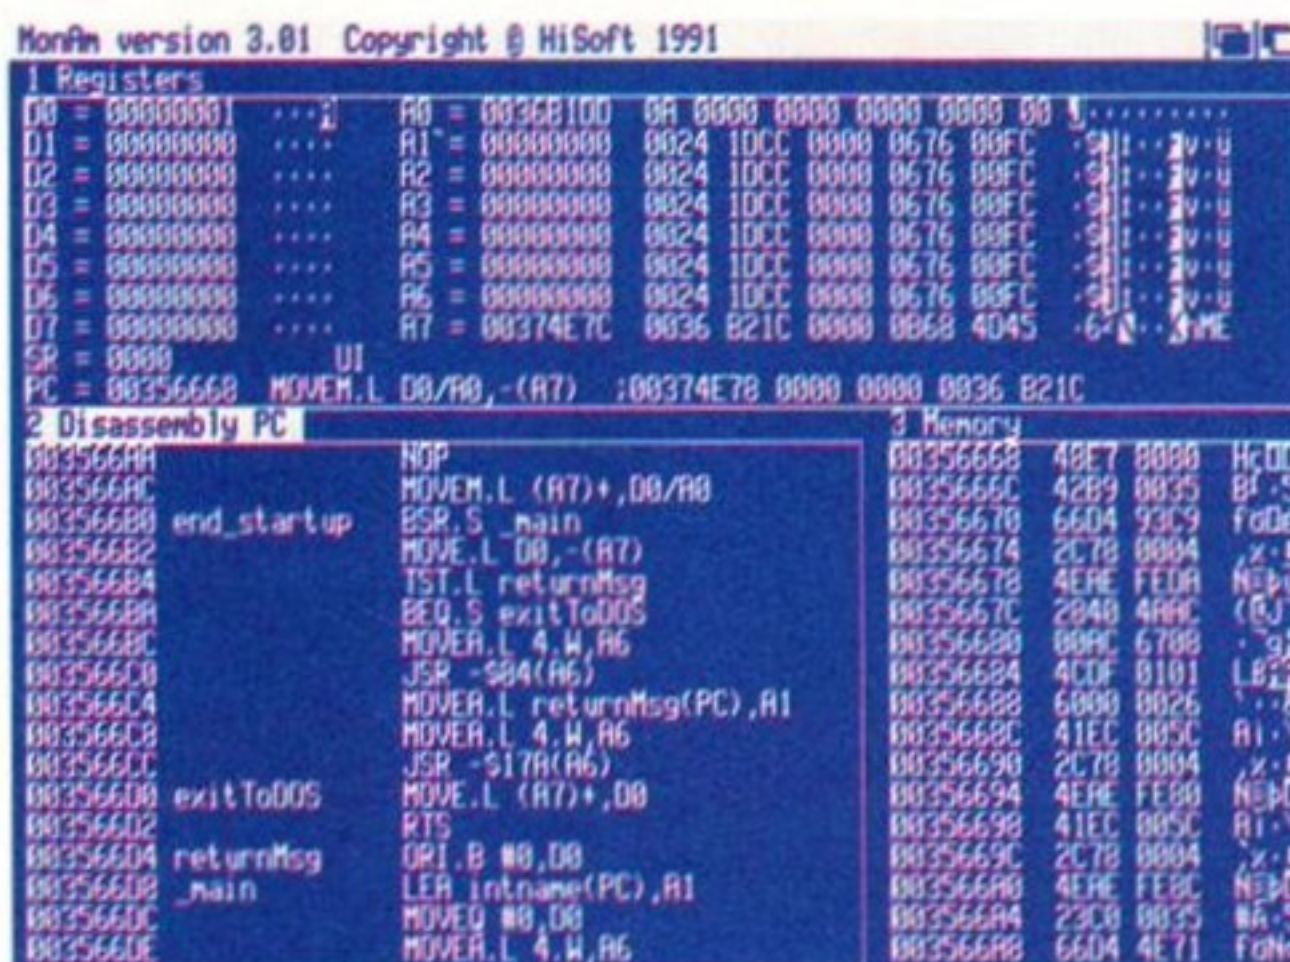 MonAm version 3.01 Copyright @ HiSoft 1991
1 Registers
D0 = 00000001 A0 = 0036B1DD 0A 0000 0000 0000 0000 00
D1 = 00000000 A1 = 00000000 0024 1DCC 0000 0676 00FC
D2 = 00000000 A2 = 00000000 0024 1DCC 0000 0676 00FC
D3 = 00000000 A3 = 00000000 0024 1DCC 0000 0676 00FC
D4 = 00000000 A4 = 00000000 0024 1DCC 0000 0676 00FC
D5 = 00000000 A5 = 00000000 0024 1DCC 0000 0676 00FC
D6 = 00000000 A6 = 00000000 0024 1DCC 0000 0676 00FC
D7 = 00000000 A7 = 00374E7C 0036 B21C 0000 0B68 4D45
SR = 0000 UI
PC = 00356668 MOVEM.L D0/A0,-(A7) ;00374E78 0000 0000 0036 B21C
2 Disassembly PC
003566AA NOP
003566AC MOVEM.L (A7)+,D0/A0
003566B0 end_startup BSR.S _main
003566B2 MOVE.L D0,-(A7)
003566B4 TST.L returnMsg
003566BA BEQ.S exitToDOS
003566BC MOVEA.L 4.W,A6
003566C0 JSR -$84(A6)
003566C4 MOVEA.L returnMsg(PC),A1
003566C8 MOVEA.L 4.W,A6
003566CC JSR -$17A(A6)
003566D0 exitToDOS MOVE.L (A7)+,D0
003566D2 RTS
003566D4 returnMsg ORI.B #0,D0
003566D8 _main LEA intname(PC),A1
003566DC MOVEQ #0,D0
003566DE MOVEA.L 4.W,A6
3 Memory
00356668 48E7 8080
0035666C 42B9 0035
00356670 66D4 93C9
00356674 2C78 0004
00356678 4EAE FEDA
0035667C 2840 4AAC
00356680 00AC 6708
00356684 4CDF 0101
00356688 6000 0026
0035668C 41EC 005C
00356690 2C78 0004
00356694 4EAE FE80
00356698 41EC 005C
0035669C 2C78 0004
003566A0 4EAE FE8C
003566A4 23C0 0035
003566A8 66D4 4E71